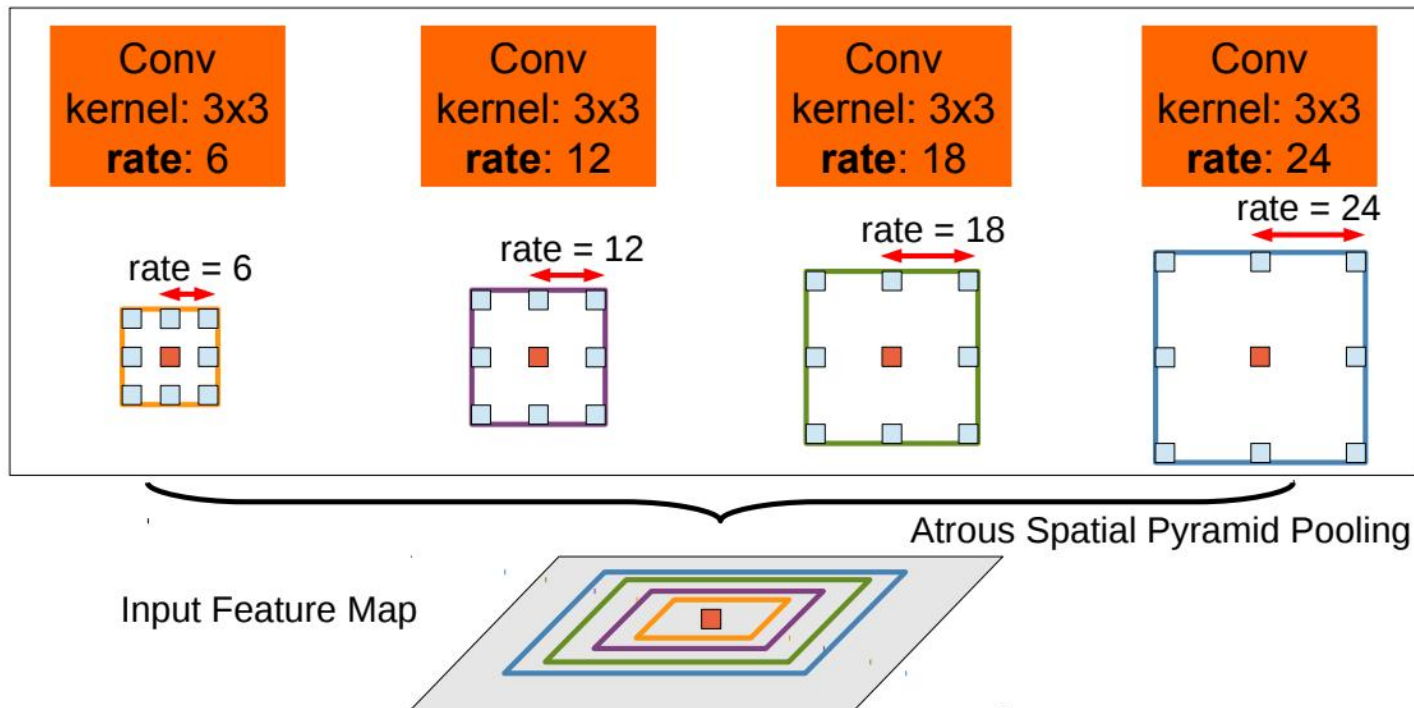 Conv
kernel: 3x3
rate: 6
Conv
kernel: 3x3
rate: 12
Conv
kernel: 3x3
rate: 18
Conv
kernel: 3x3
rate: 24
rate = 6
rate = 12
rate = 18
rate = 24
Atrous Spatial Pyramid Pooling
Input Feature Map